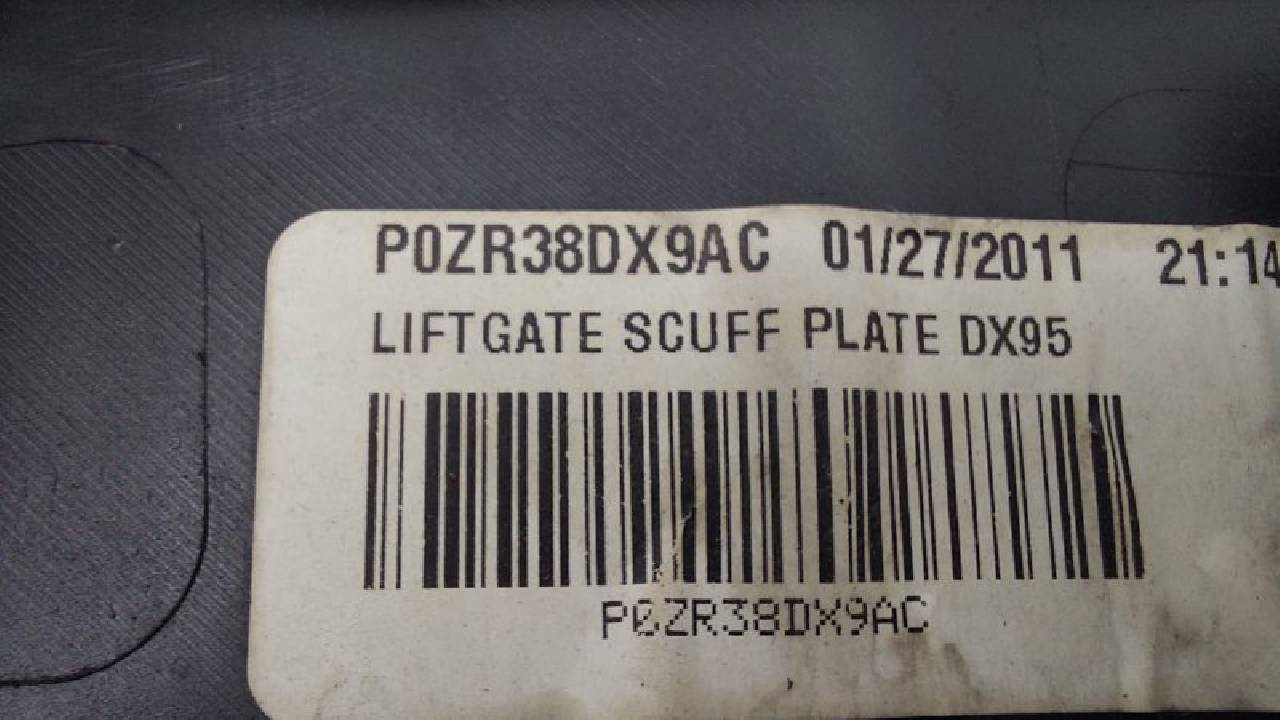 P0ZR38DX9AC 01/27/2011 21:14
LIFTGATE SCUFF PLATE DX95
P0ZR38DX9AC